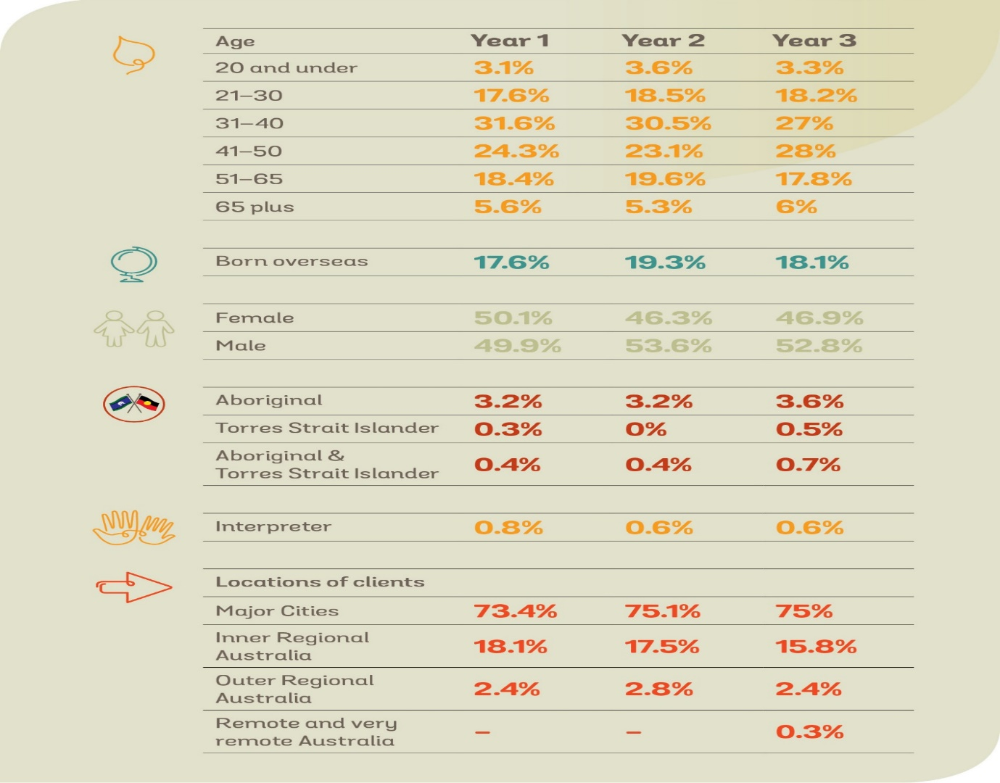 Age Year 1 Year 2 Year 3
20 and under 3.1% 3.6% 3.3%
21–30 17.6% 18.5% 18.2%
31–40 31.6% 30.5% 27%
41–50 24.3% 23.1% 28%
51–65 18.4% 19.6% 17.8%
65 plus 5.6% 5.3% 6%
Born overseas 17.6% 19.3% 18.1%
Female 50.1% 46.3% 46.9%
Male 49.9% 53.6% 52.8%
Aboriginal 3.2% 3.2% 3.6%
Torres Strait Islander 0.3% 0% 0.5%
Aboriginal &
Torres Strait Islander 0.4% 0.4% 0.7%
Interpreter 0.8% 0.6% 0.6%
Locations of clients
Major Cities 73.4% 75.1% 75%
Inner Regional
Australia 18.1% 17.5% 15.8%
Outer Regional
Australia 2.4% 2.8% 2.4%
Remote and very
remote Australia – – 0.3%